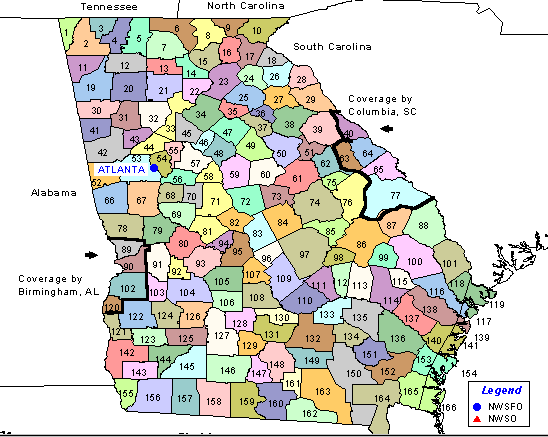 Tennessee
North Carolina
South Carolina
Coverage by
Columbia, SC
Alabama
ATLANTA
Coverage by
Birmingham, AL
Legend
NWSFO
NWSO
1 2 3 4 5 6 7 8 9 10
11 12 13 14 15 16 17 18
19 20 21 22 23 24 25 26 27 28 29
30 31 32 33 34 35 36 37 38 39 40
41 42 43 44 45 46 47 48 49 50 51
52 53 54 55 56 57 58 59 60 61 62 63 64 65
66 67 68 69 70 71 72 73 74 75 76 77
78 79 80 81 82 83 84 85 86 87 88
89 90 91 92 93 94 95 96 97 98 99 100 101
102 103 104 105 106 107 108 109 110 111 112 113 114 115 116 118 119
120 121 122 123 124 125 126 127 128 129 130 131 132 133 134 135 136 137 138 117
139 140 141 142 143 144 145 146 147 148 149 150 151 152 153 154
155 156 157 158 159 160 161 162 163 164 165 166